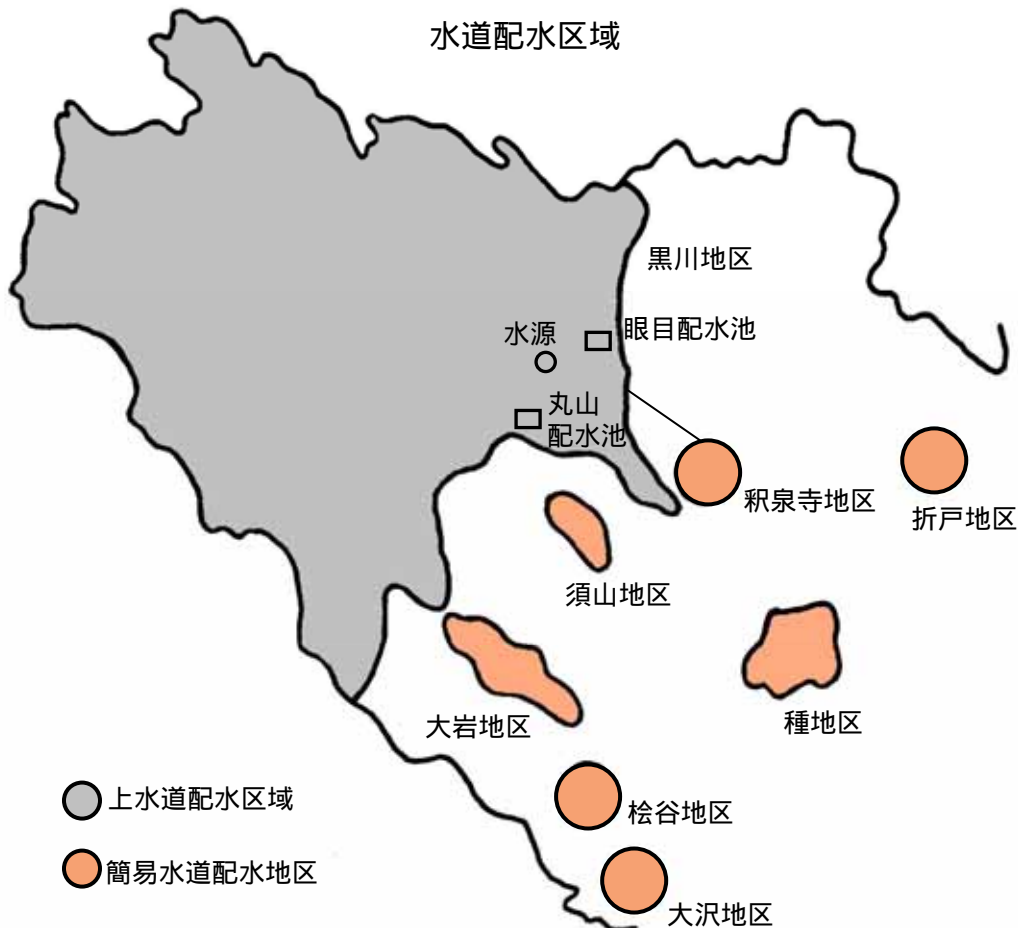 水道配水区域
黒川地区
水源
眼目配水池
丸山
配水池
釈泉寺地区
折戸地区
須山地区
大岩地区
種地区
桧谷地区
大沢地区
上水道配水区域
簡易水道配水地区